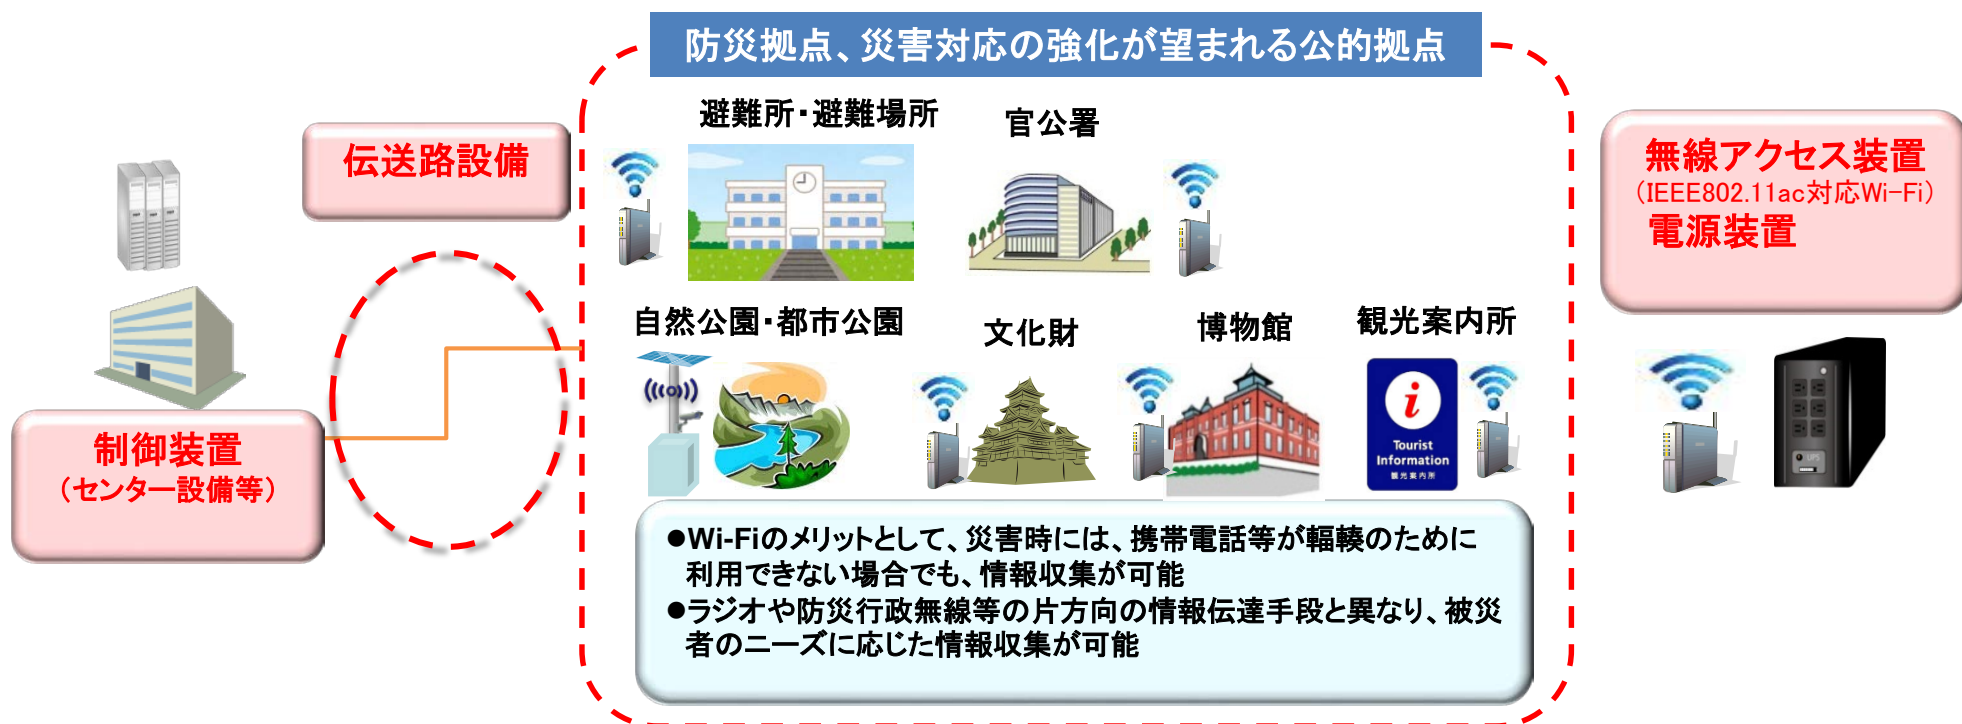 防災拠点、災害対応の強化が望まれる公的拠点
避難所・避難場所
官公署
伝送路設備
無線アクセス装置
（IEEE802.11ac対応Wi-Fi）
電源装置
自然公園・都市公園
文化財
博物館
観光案内所
i
Tourist
Information
観光案内所
UPS
制御装置
（センター設備等）
●Wi-Fiのメリットとして、災害時には、携帯電話等が輻輳のために
利用できない場合でも、情報収集が可能
●ラジオや防災行政無線等の片方向の情報伝達手段と異なり、被災
者のニーズに応じた情報収集が可能